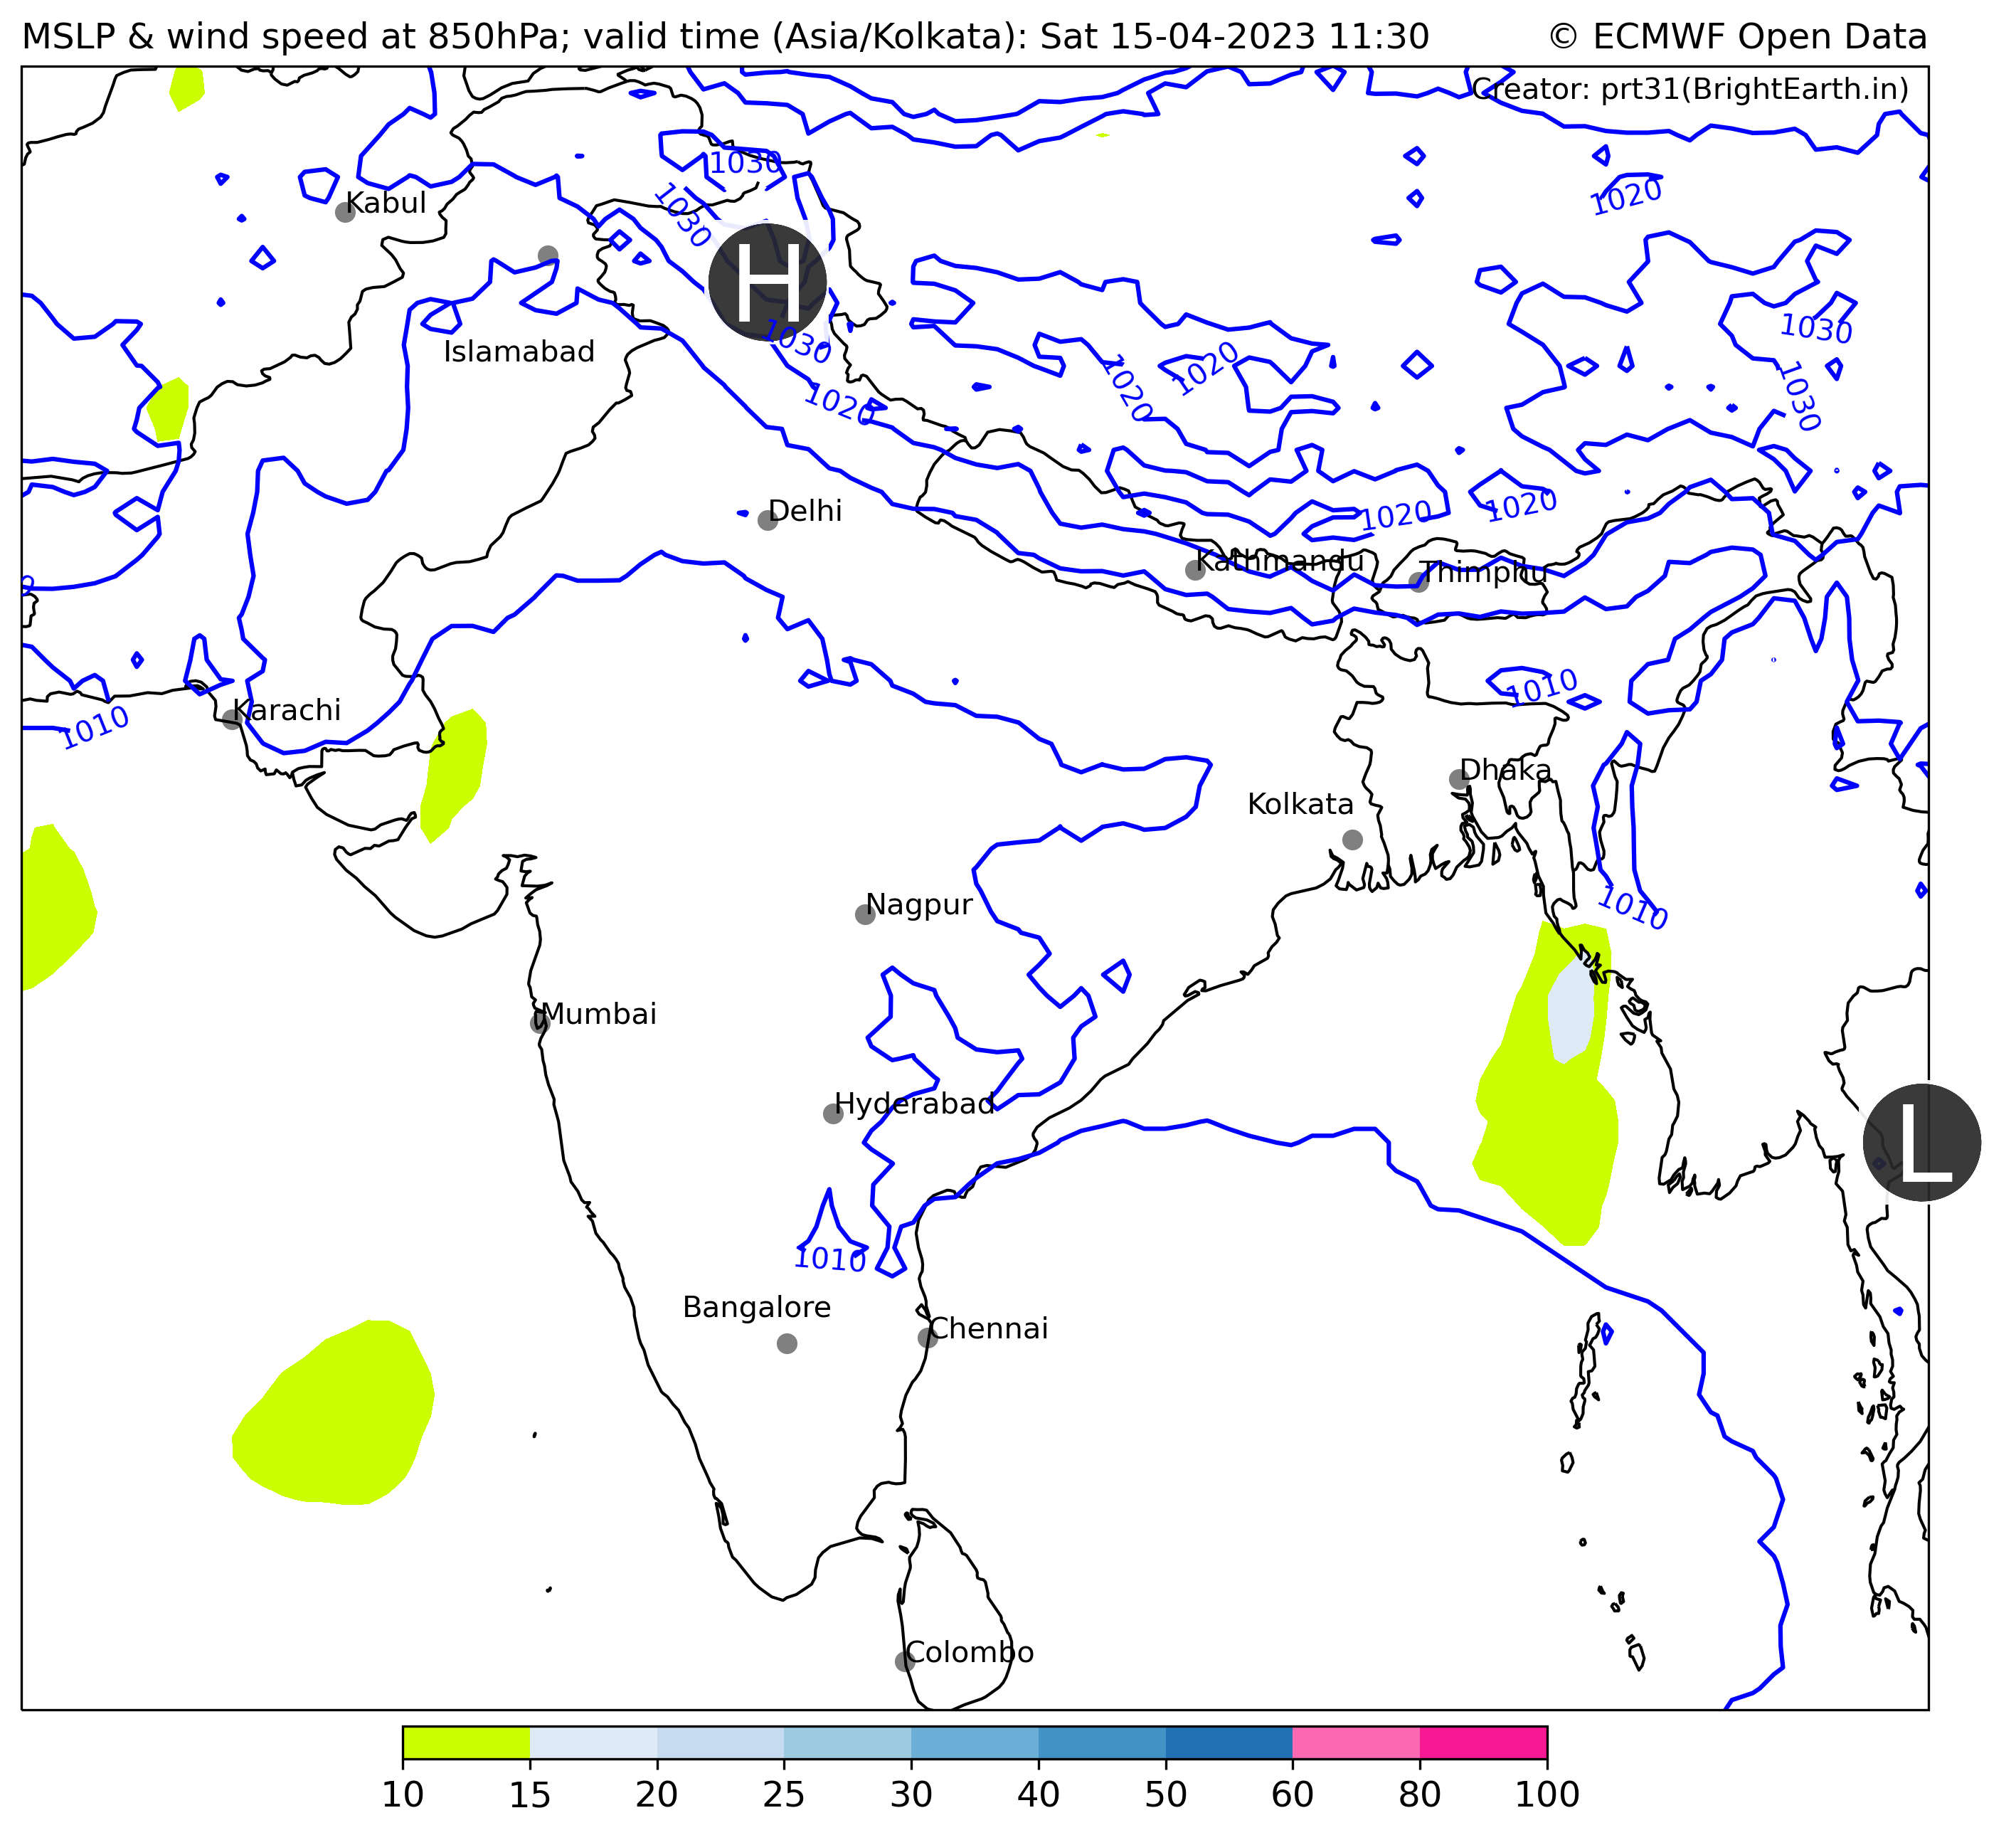 MSLP & wind speed at 850hPa; valid time (Asia/Kolkata): Sat 15-04-2023 11:30
© ECMWF Open Data
Creator: prt31(BrightEarth.in)
1030
Kabul
1030
1020
H
1030
1030
Islamabad
1020
1020
1020
1030
Delhi
1020
1020
Kathmandu
Thimphu
1010
Karachi
1010
Dhaka
Kolkata
Nagpur
1010
Mumbai
Hyderabad
L
1010
Bangalore
Chennai
Colombo
10 15 20 25 30 40 50 60 80 100